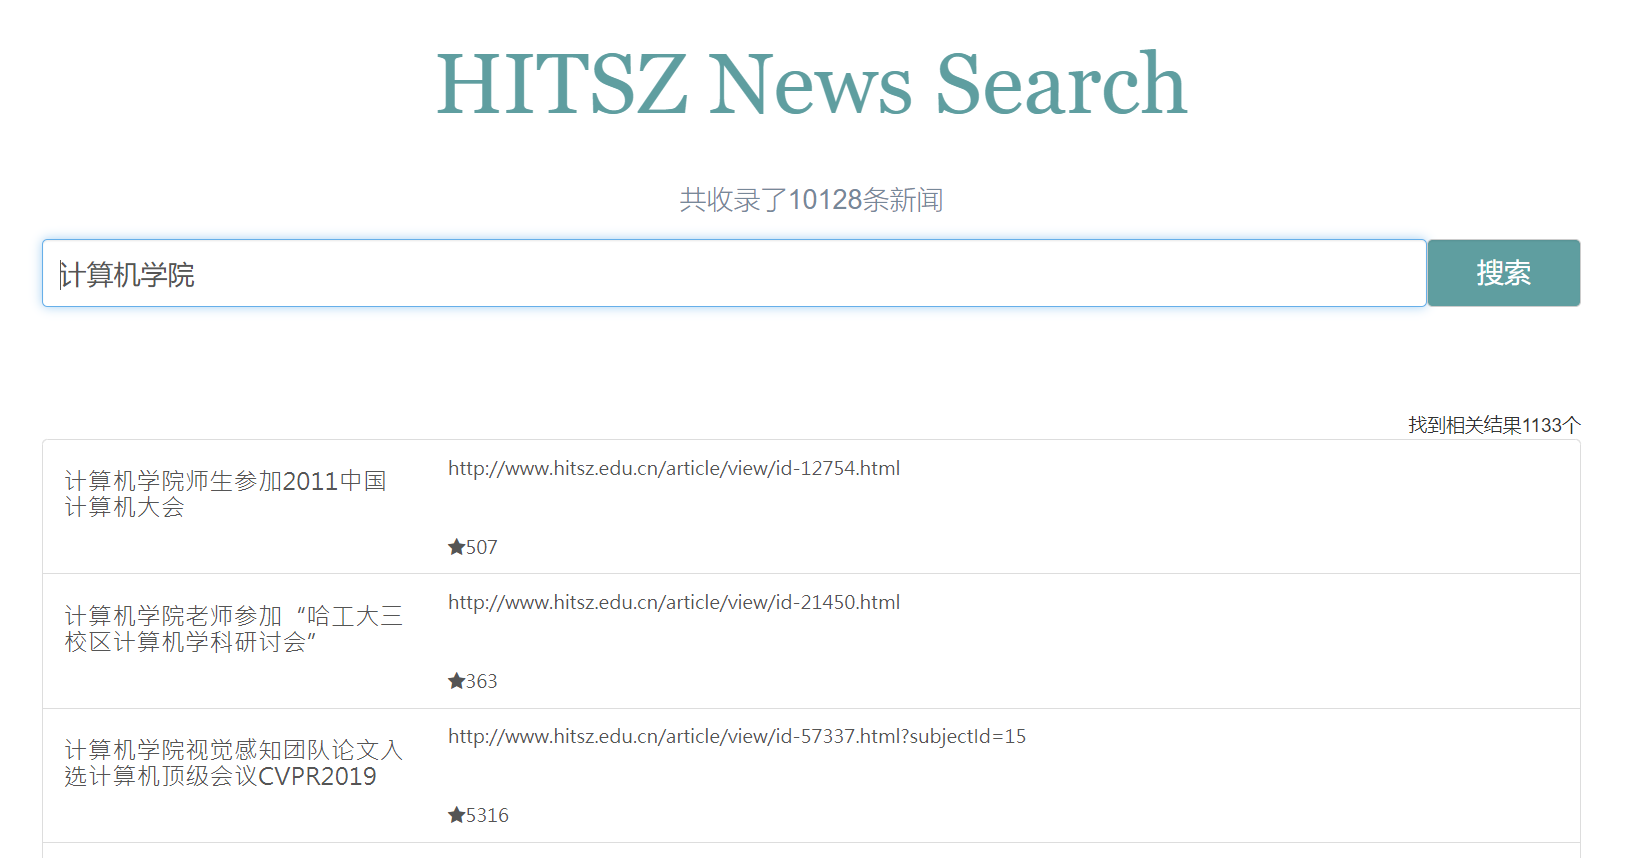 HITSZ News Search
共收录了10128条新闻
计算机学院
搜索
找到相关结果1133个
计算机学院师生参加2011中国
计算机大会
http://www.hitsz.edu.cn/article/view/id-12754.html
★507
计算机学院老师参加“哈工大三
校区计算机学科研讨会”
http://www.hitsz.edu.cn/article/view/id-21450.html
★363
计算机学院视觉感知团队论文入
选计算机顶级会议CVPR2019
http://www.hitsz.edu.cn/article/view/id-57337.html?subjectId=15
★5316